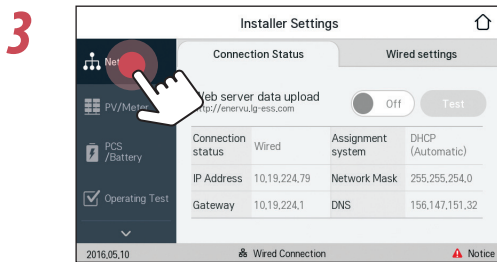 3
Installer Settings
Net
Connection Status
Wired settings
Web server data upload
http://enervu.lg-ess.com
Off
Test
PV/Meter
Connection status
Wired
Assignment system
DHCP (Automatic)
PCS
/Battery
IP Address
10,19,224,79
Network Mask
255,255,254,0
Operating Test
Gateway
10,19,224,1
DNS
156,147,151,32
2016,05,10
Wired Connection
Notice